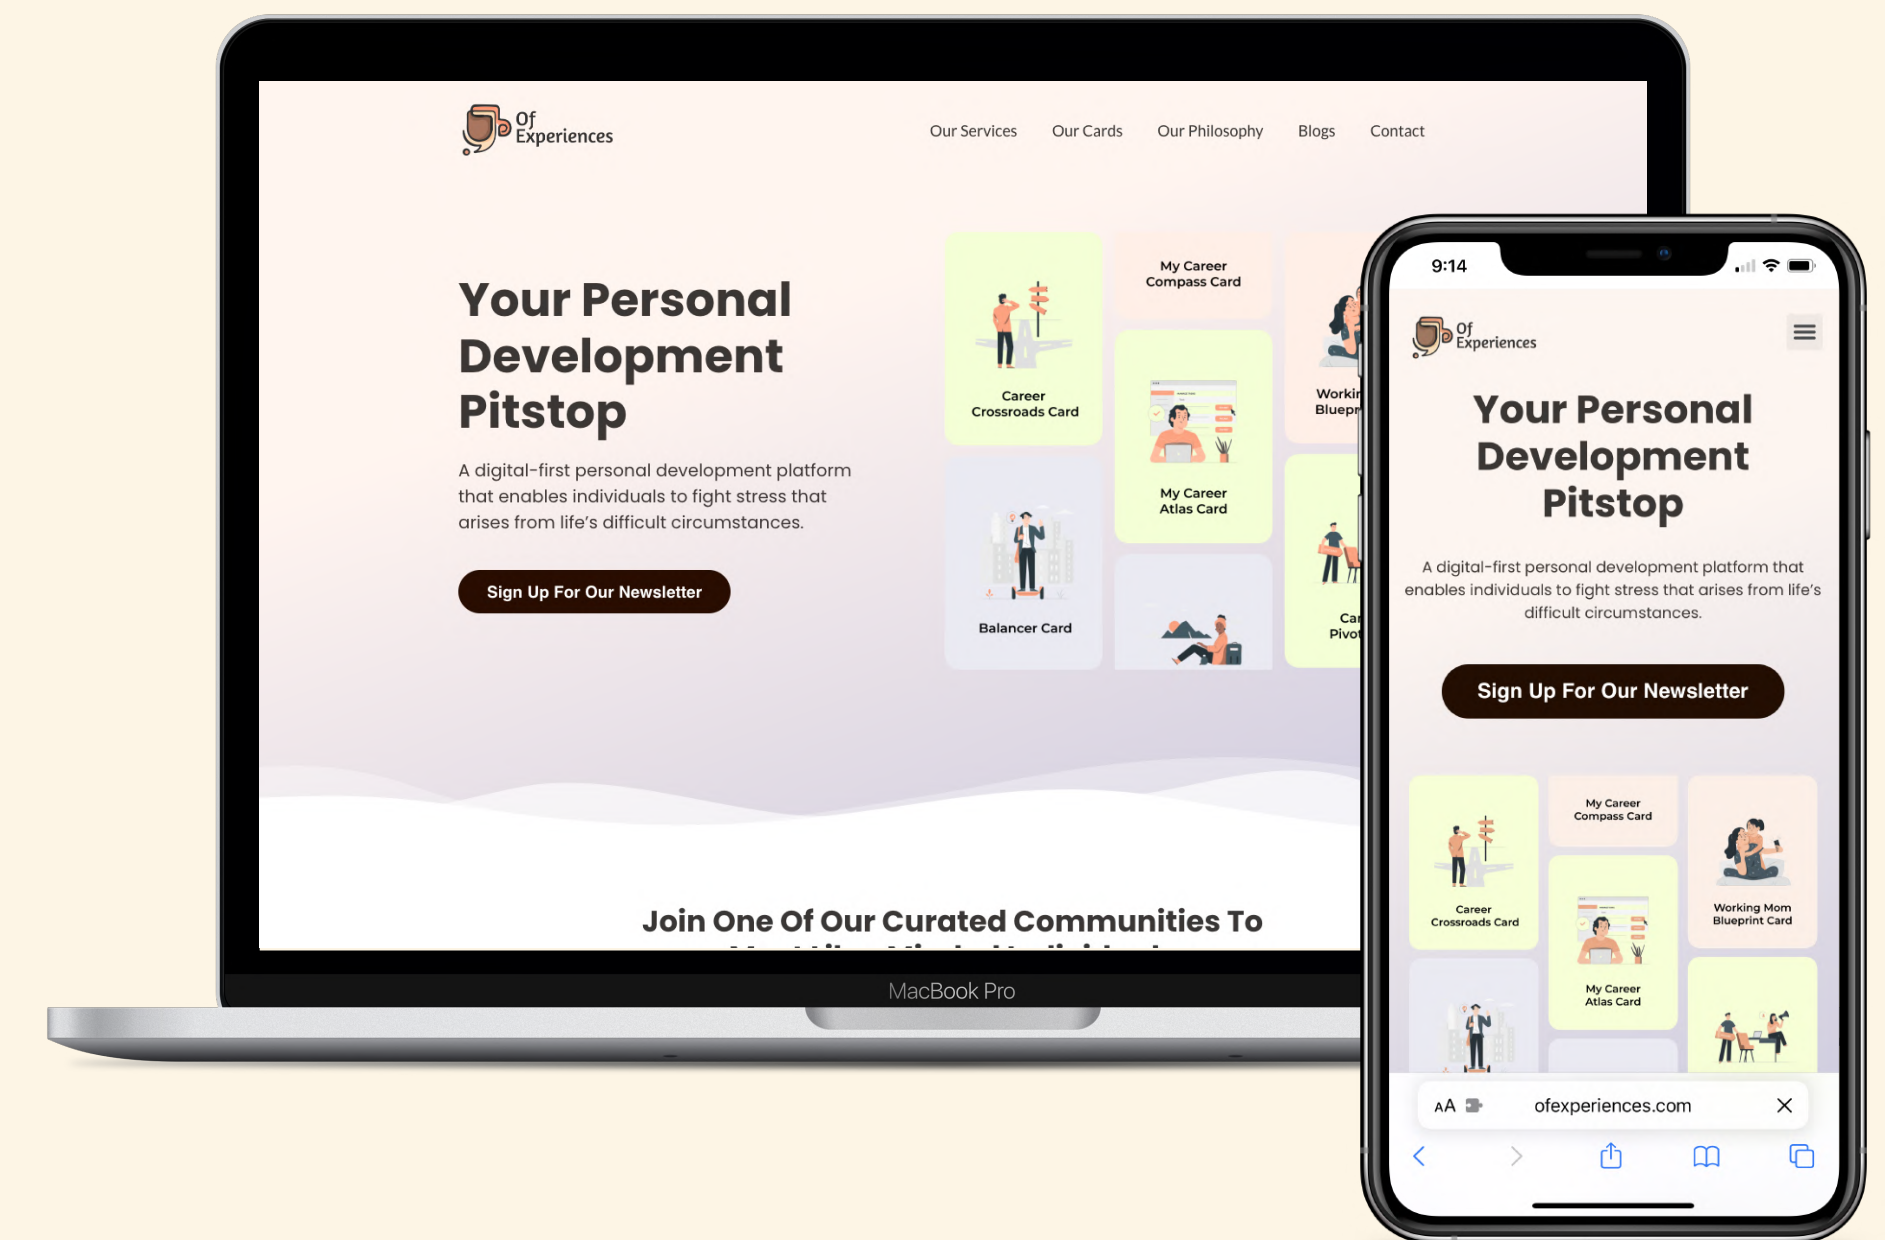 Of
Experiences
Our Services
Our Cards
Our Philosophy
Blogs
Contact
Your Personal
Development
Pitstop
A digital-first personal development platform
that enables individuals to fight stress that
arises from life's difficult circumstances.
Sign Up For Our Newsletter
Career
Crossroads Card
My Career
Compass Card
My Career
Atlas Card
Balancer Card
Join One Of Our Curated Communities To
MacBook Pro
9:14
Of
Experiences
Your Personal
Development
Pitstop
A digital-first personal development platform that
enables individuals to fight stress that arises from life's
difficult circumstances.
Sign Up For Our Newsletter
Career
Crossroads Card
My Career
Compass Card
My Career
Atlas Card
Working Mom
Blueprint Card
AA
ofexperiences.com